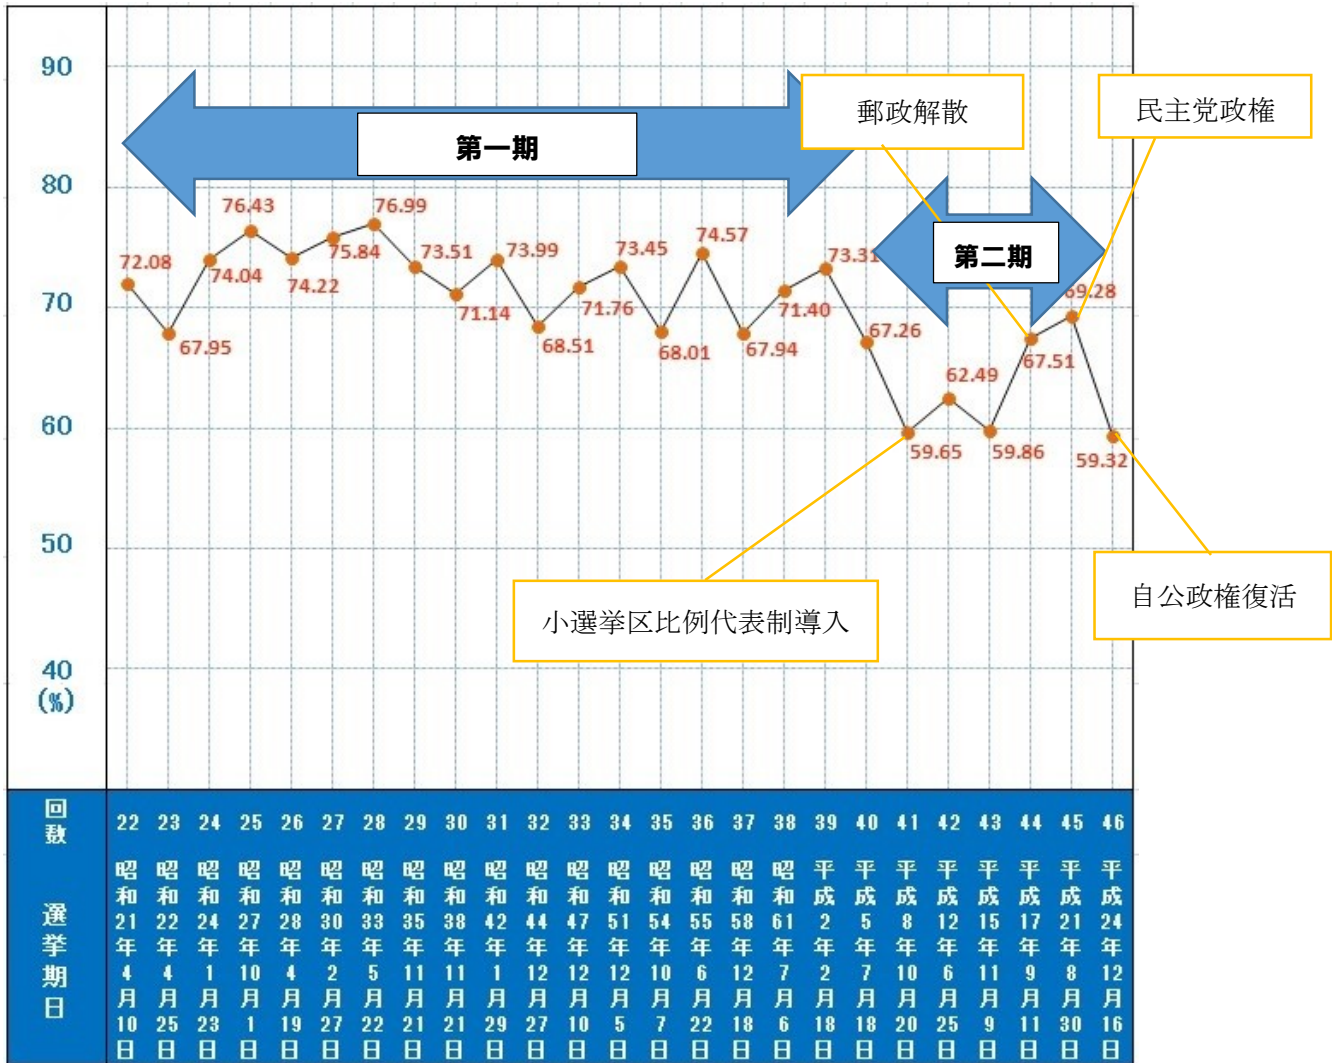 90
80
70
60
50
40
(%)
第一期
郵政解散
民主党政権
第二期
小選挙区比例代表制導入
自公政権復活
72.08
67.95
74.04
76.43
74.22
75.84
76.99
73.51
71.14
73.99
68.51
71.76
73.45
68.01
74.57
67.94
71.40
73.31
67.26
59.65
62.49
59.86
67.51
69.28
59.32
回数 22 23 24 25 26 27 28 29 30 31 32 33 34 35 36 37 38 39 40 41 42 43 44 45 46
選挙期日
昭和21年4月10日
昭和22年4月25日
昭和24年1月23日
昭和27年10月1日
昭和28年4月19日
昭和30年2月27日
昭和33年5月22日
昭和35年11月21日
昭和38年11月21日
昭和42年1月29日
昭和44年12月27日
昭和47年12月10日
昭和51年12月5日
昭和54年10月7日
昭和55年6月22日
昭和58年12月18日
昭和61年7月6日
平成2年2月18日
平成5年7月18日
平成8年10月20日
平成12年6月25日
平成15年11月9日
平成17年9月11日
平成21年8月30日
平成24年12月16日